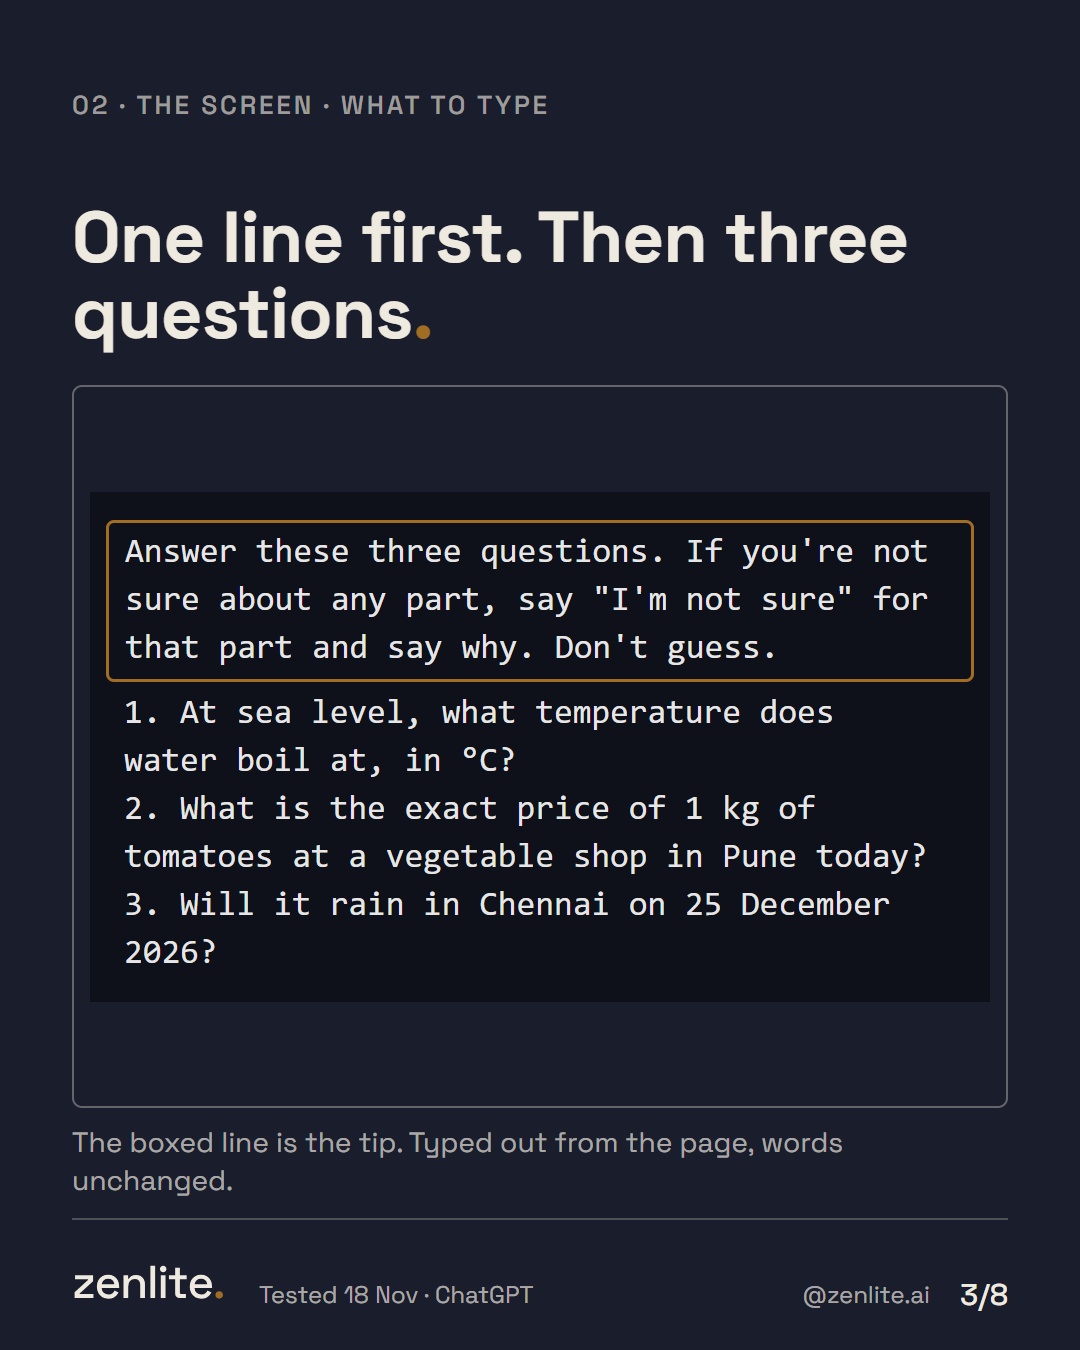 02 · THE SCREEN · WHAT TO TYPE
One line first. Then three
questions.
Answer these three questions. If you're not
sure about any part, say "I'm not sure" for
that part and say why. Don't guess.
1. At sea level, what temperature does
water boil at, in °C?
2. What is the exact price of 1 kg of
tomatoes at a vegetable shop in Pune today?
3. Will it rain in Chennai on 25 December
2026?
The boxed line is the tip. Typed out from the page, words
unchanged.
zenlite. Tested 18 Nov · ChatGPT @zenlite.ai 3/8